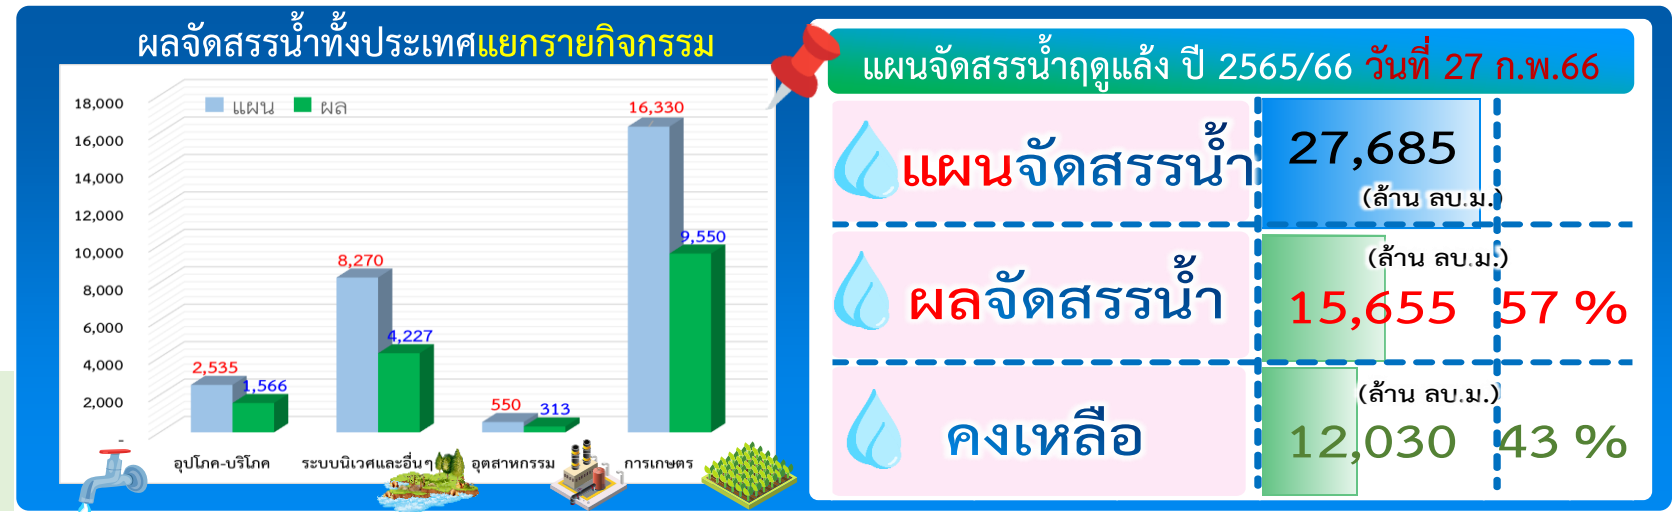 ผลจัดสรรน้ำทั้งประเทศแยกรายกิจกรรม
แผน ผล
18,000
16,000
14,000
12,000
10,000
8,000
6,000
4,000
2,000
-
2,535
1,566
8,270
4,227
550
313
16,330
9,550
อุปโภค-บริโภค
ระบบนิเวศและอื่นๆ
อุตสาหกรรม
การเกษตร
แผนจัดสรรน้ำฤดูแล้ง ปี 2565/66 วันที่ 27 ก.พ.66
แผนจัดสรรน้ำ 27,685
(ล้าน ลบ.ม.)
(ล้าน ลบ.ม.)
ผลจัดสรรน้ำ 15,655 57 %
(ล้าน ลบ.ม.)
คงเหลือ 12,030 43 %